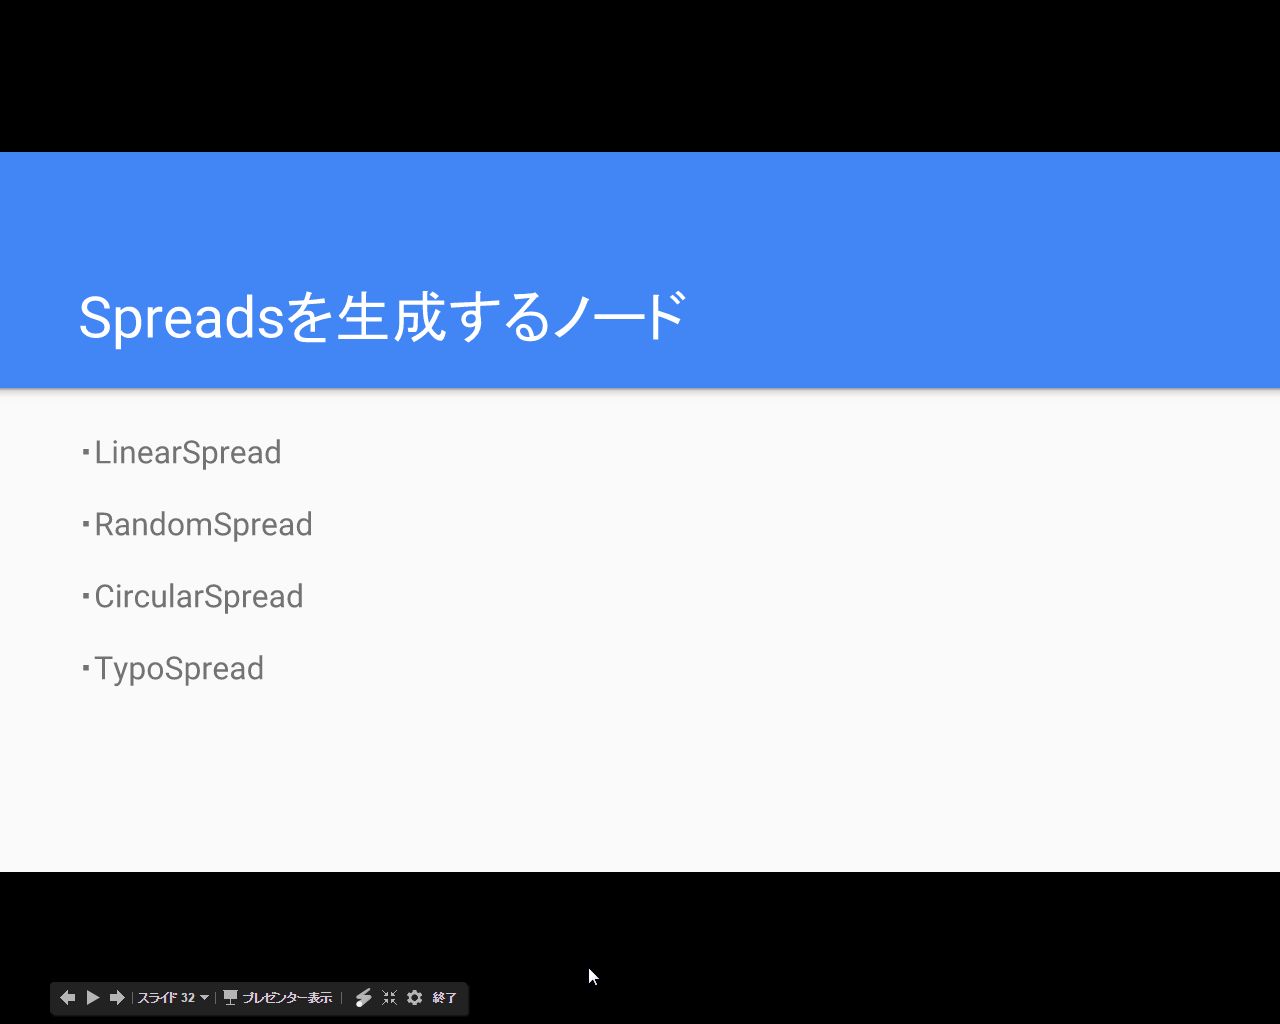 Spreadsを生成するノード
・LinearSpread
・RandomSpread
・CircularSpread
・TypoSpread
スライド 32 プレゼンター表示 終了